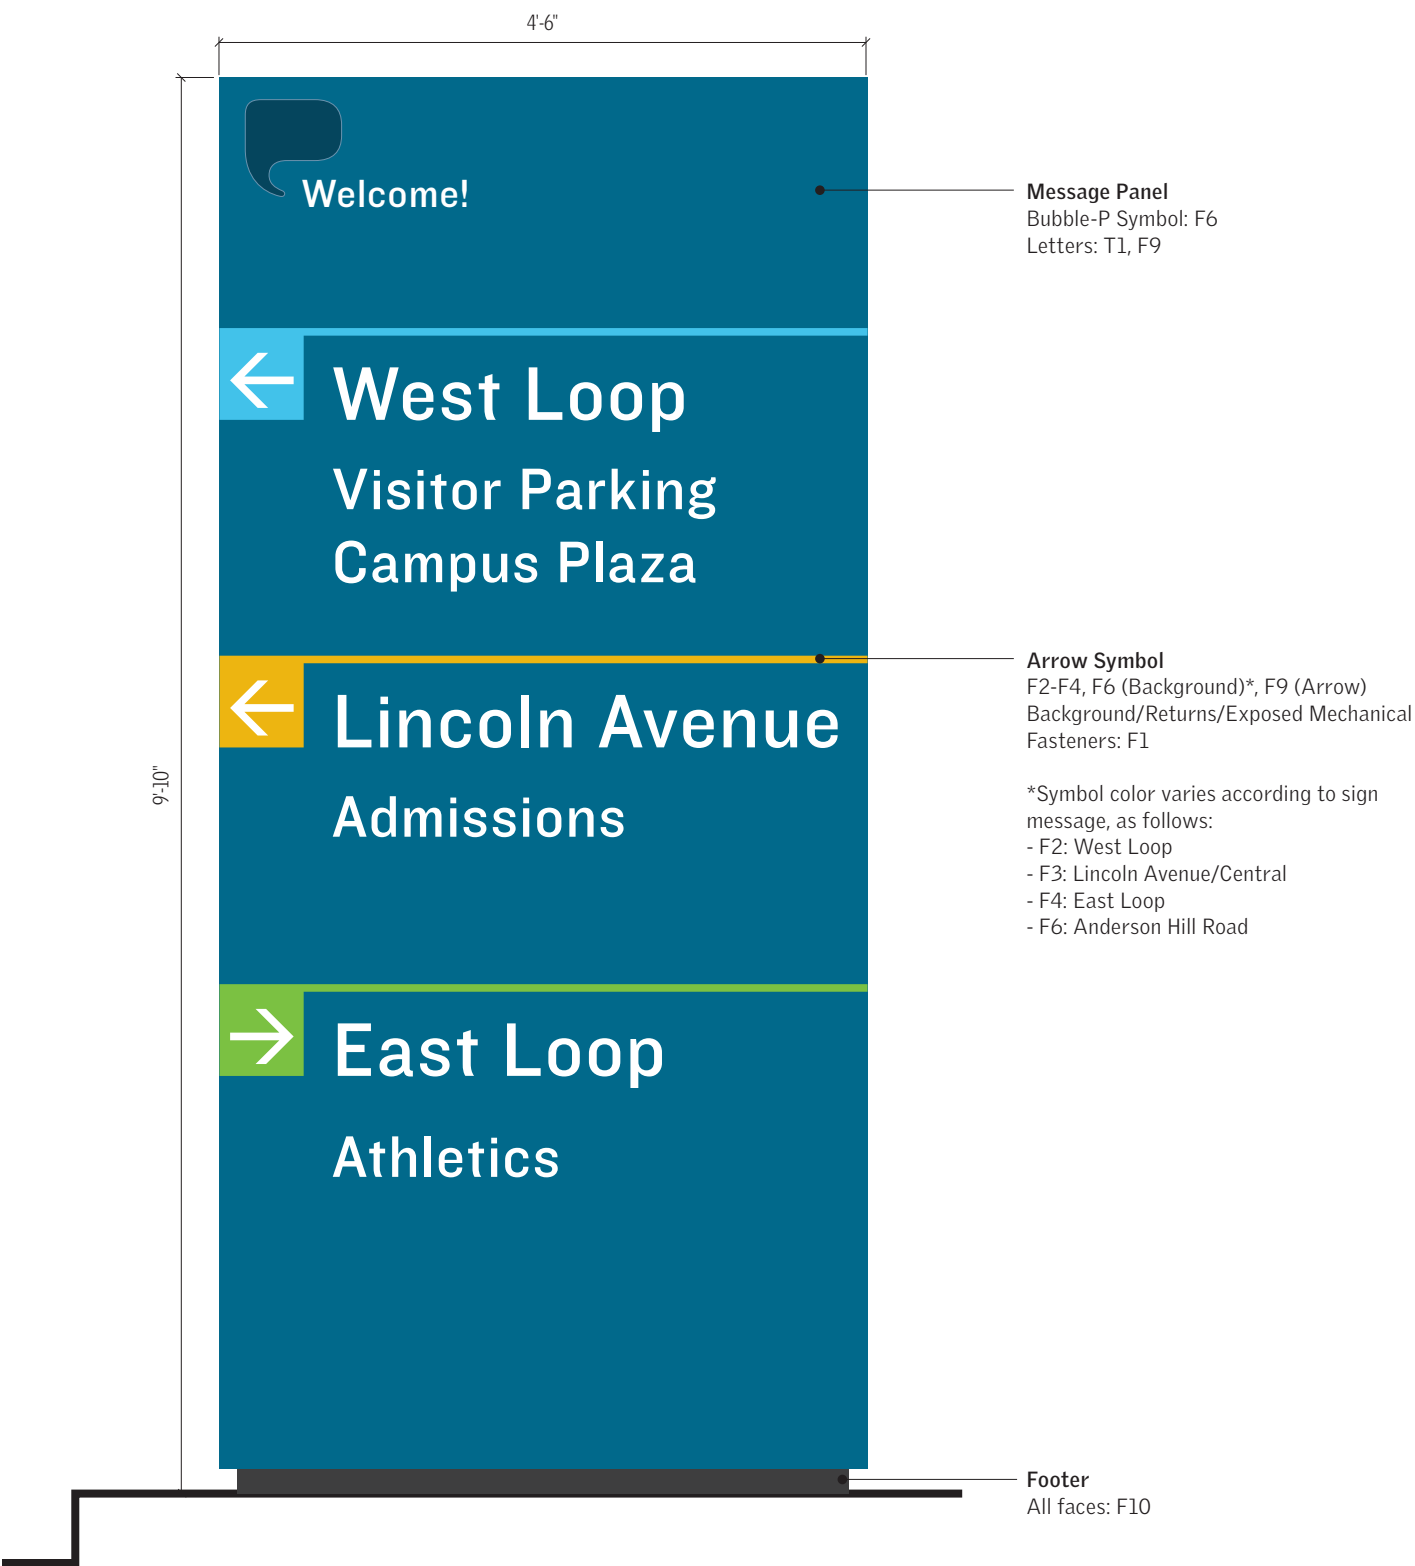 4'-6"
Welcome!
Message Panel
Bubble-P Symbol: F6
Letters: T1, F9
West Loop
Visitor Parking
Campus Plaza
Arrow Symbol
F2-F4, F6 (Background)*, F9 (Arrow)
Background/Returns/Exposed Mechanical
Fasteners: F1
Lincoln Avenue
9'-10"
*Symbol color varies according to sign
message, as follows:
- F2: West Loop
- F3: Lincoln Avenue/Central
- F4: East Loop
- F6: Anderson Hill Road
Admissions
East Loop
Athletics
Footer
All faces: F10